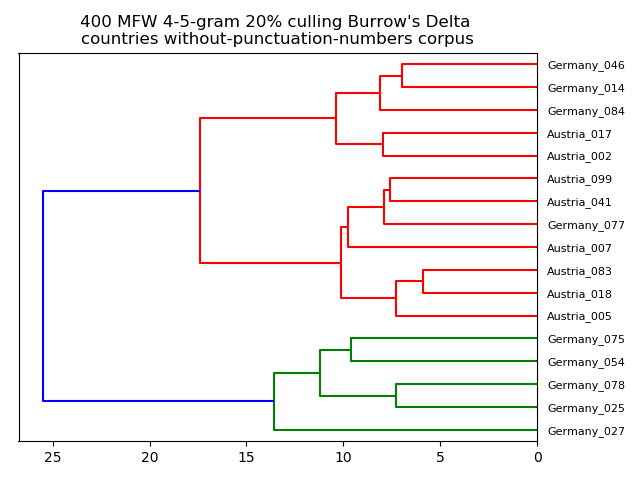 400 MFW 4-5-gram 20% culling Burrow's Delta
countries without-punctuation-numbers corpus
Germany_046
Germany_014
Germany_084
Austria_017
Austria_002
Austria_099
Austria_041
Germany_077
Austria_007
Austria_083
Austria_018
Austria_005
Germany_075
Germany_054
Germany_078
Germany_025
Germany_027
25 20 15 10 5 0